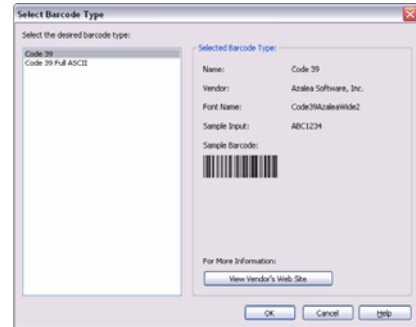 Select Barcode Type
Select the desired barcode type:
Code 39
Code 39 Full ASCII
Selected Barcode Type:
Name: Code 39
Vendor: Azalea Software, Inc.
Font Name: Code39AzaleaWide2
Sample Input: ABC1234
Sample Barcode:
For More Information:
View Vendor's Web Site
OK Cancel Help